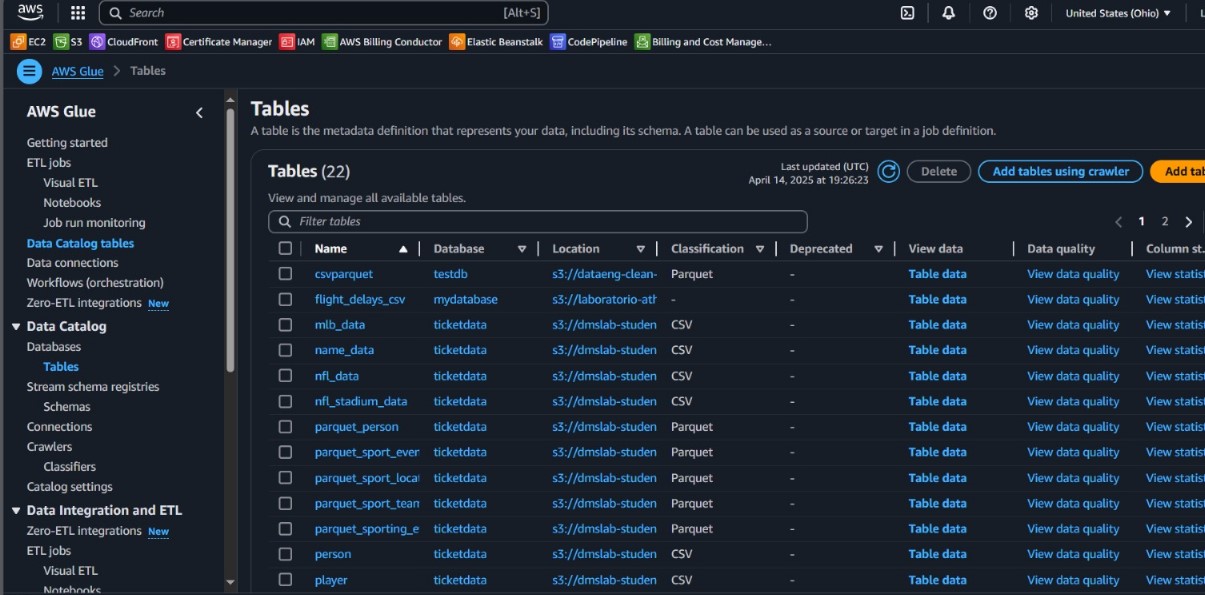 aws
Search [Alt+S]
United States (Ohio)
EC2 S3 CloudFront Certificate Manager IAM AWS Billing Conductor Elastic Beanstalk CodePipeline Billing and Cost Manage...
AWS Glue > Tables
AWS Glue
Getting started
ETL jobs
Visual ETL
Notebooks
Job run monitoring
Data Catalog tables
Data connections
Workflows (orchestration)
Zero-ETL integrations New
Data Catalog
Databases
Tables
Stream schema registries
Schemas
Connections
Crawlers
Classifiers
Catalog settings
Data Integration and ETL
Zero-ETL integrations New
ETL jobs
Visual ETL
Notebooks
Tables
A table is the metadata definition that represents your data, including its schema. A table can be used as a source or target in a job definition.
Tables (22)
Last updated (UTC)
April 14, 2025 at 19:26:23
Delete
Add tables using crawler
Add tab
View and manage all available tables.
Filter tables
1 2
Name Database Location Classification Deprecated View data Data quality Column st.
csvparquet testdb s3://dataeng-clean- Parquet - Table data View data quality View statist
flight_delays_csv mydatabase s3://laboratorio-ath - - Table data View data quality View statist
mlb_data ticketdata s3://dmslab-studen CSV - Table data View data quality View statist
name_data ticketdata s3://dmslab-studen CSV - Table data View data quality View statist
nfl_data ticketdata s3://dmslab-studen CSV - Table data View data quality View statist
nfl_stadium_data ticketdata s3://dmslab-studen CSV - Table data View data quality View statist
parquet_person ticketdata s3://dmslab-studen Parquet - Table data View data quality View statist
parquet_sport_ever ticketdata s3://dmslab-studen Parquet - Table data View data quality View statist
parquet_sport_locat ticketdata s3://dmslab-studen Parquet - Table data View data quality View statist
parquet_sport_team ticketdata s3://dmslab-studen Parquet - Table data View data quality View statist
parquet_sporting_e ticketdata s3://dmslab-studen Parquet - Table data View data quality View statist
person ticketdata s3://dmslab-studen CSV - Table data View data quality View statist
player ticketdata s3://dmslab-studen CSV - Table data View data quality View statist